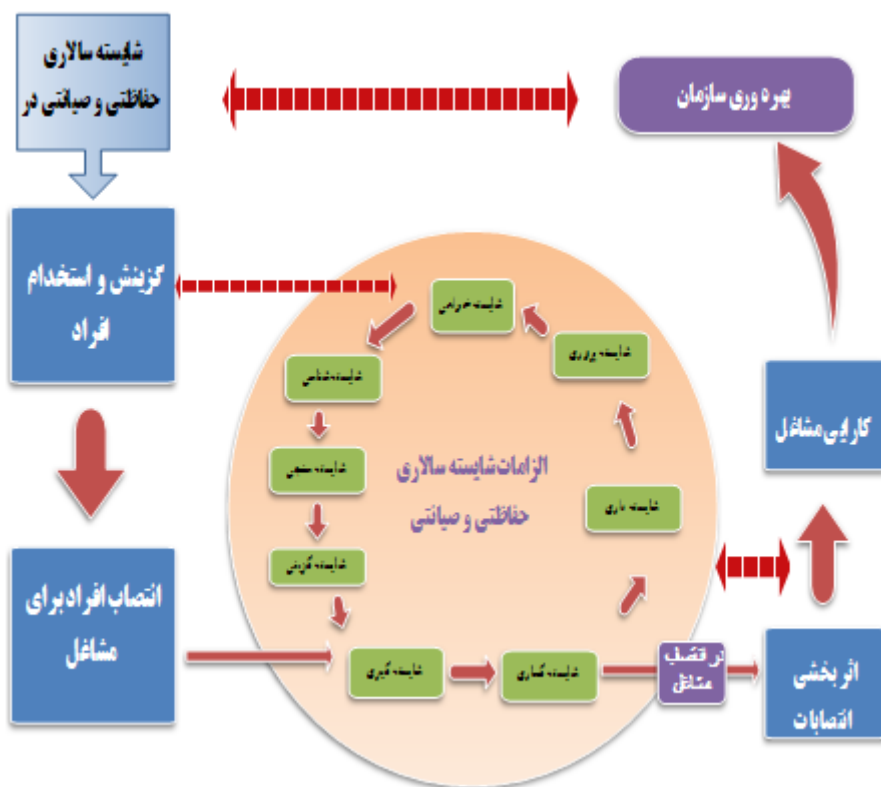 شایسته سالاری
حفاظتی و صیانتی در
بهره وری سازمان
گزینش و استخدام
افراد
شایسته خواهی
شایسته پروری
شایسته شناسی
کارایی مشاغل
الزامات شایسته سالاری
حفاظتی و صیانتی
شایسته سنجی
شایسته داری
شایسته گزینی
انتصاب افراد برای
مشاغل
شایسته گیری
شایسته گماری
در انتصاب
مشاغل
اثر بخشی
انتصابات